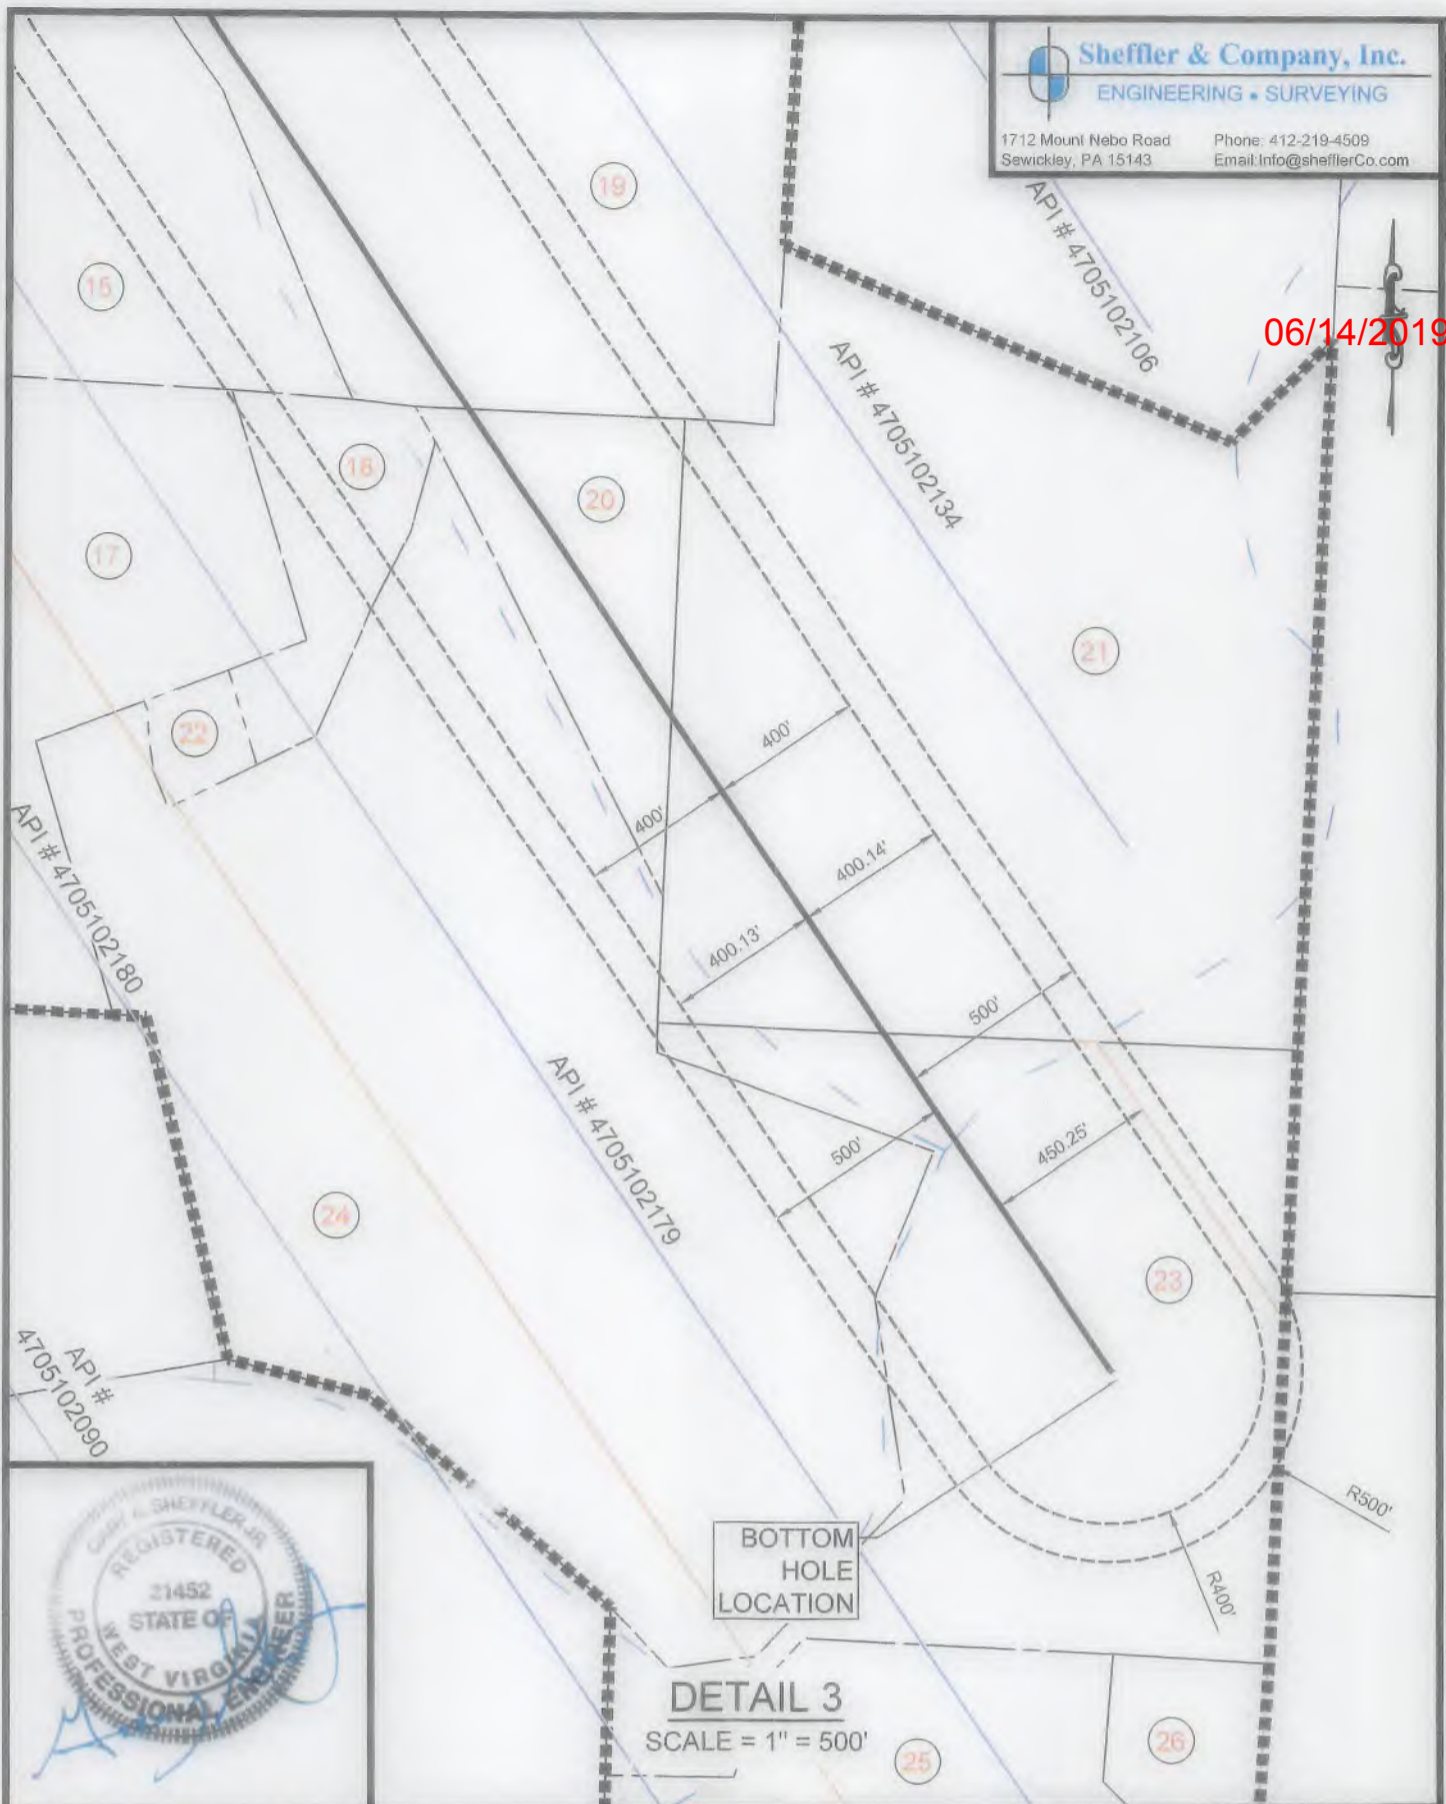 Sheffler & Company, Inc.
ENGINEERING • SURVEYING
1712 Mount Nebo Road
Sewickley, PA 15143
Phone: 412-219-4509
Email:Info@shefflerCo.com
06/14/2019
19
15
API # 4705102106
API # 4705102134
18
20
17
21
22
400'
400'
400.14'
400.13'
API # 4705102180
500'
API # 4705102179
500'
450.25'
24
23
API #
4705102090
R500'
R400'
BOTTOM
HOLE
LOCATION
SHEFFLER JR
REGISTERED
21452
STATE OF
WEST VIRGINIA
PROFESSIONAL ENGINEER
DETAIL 3
SCALE = 1" = 500'
25
26